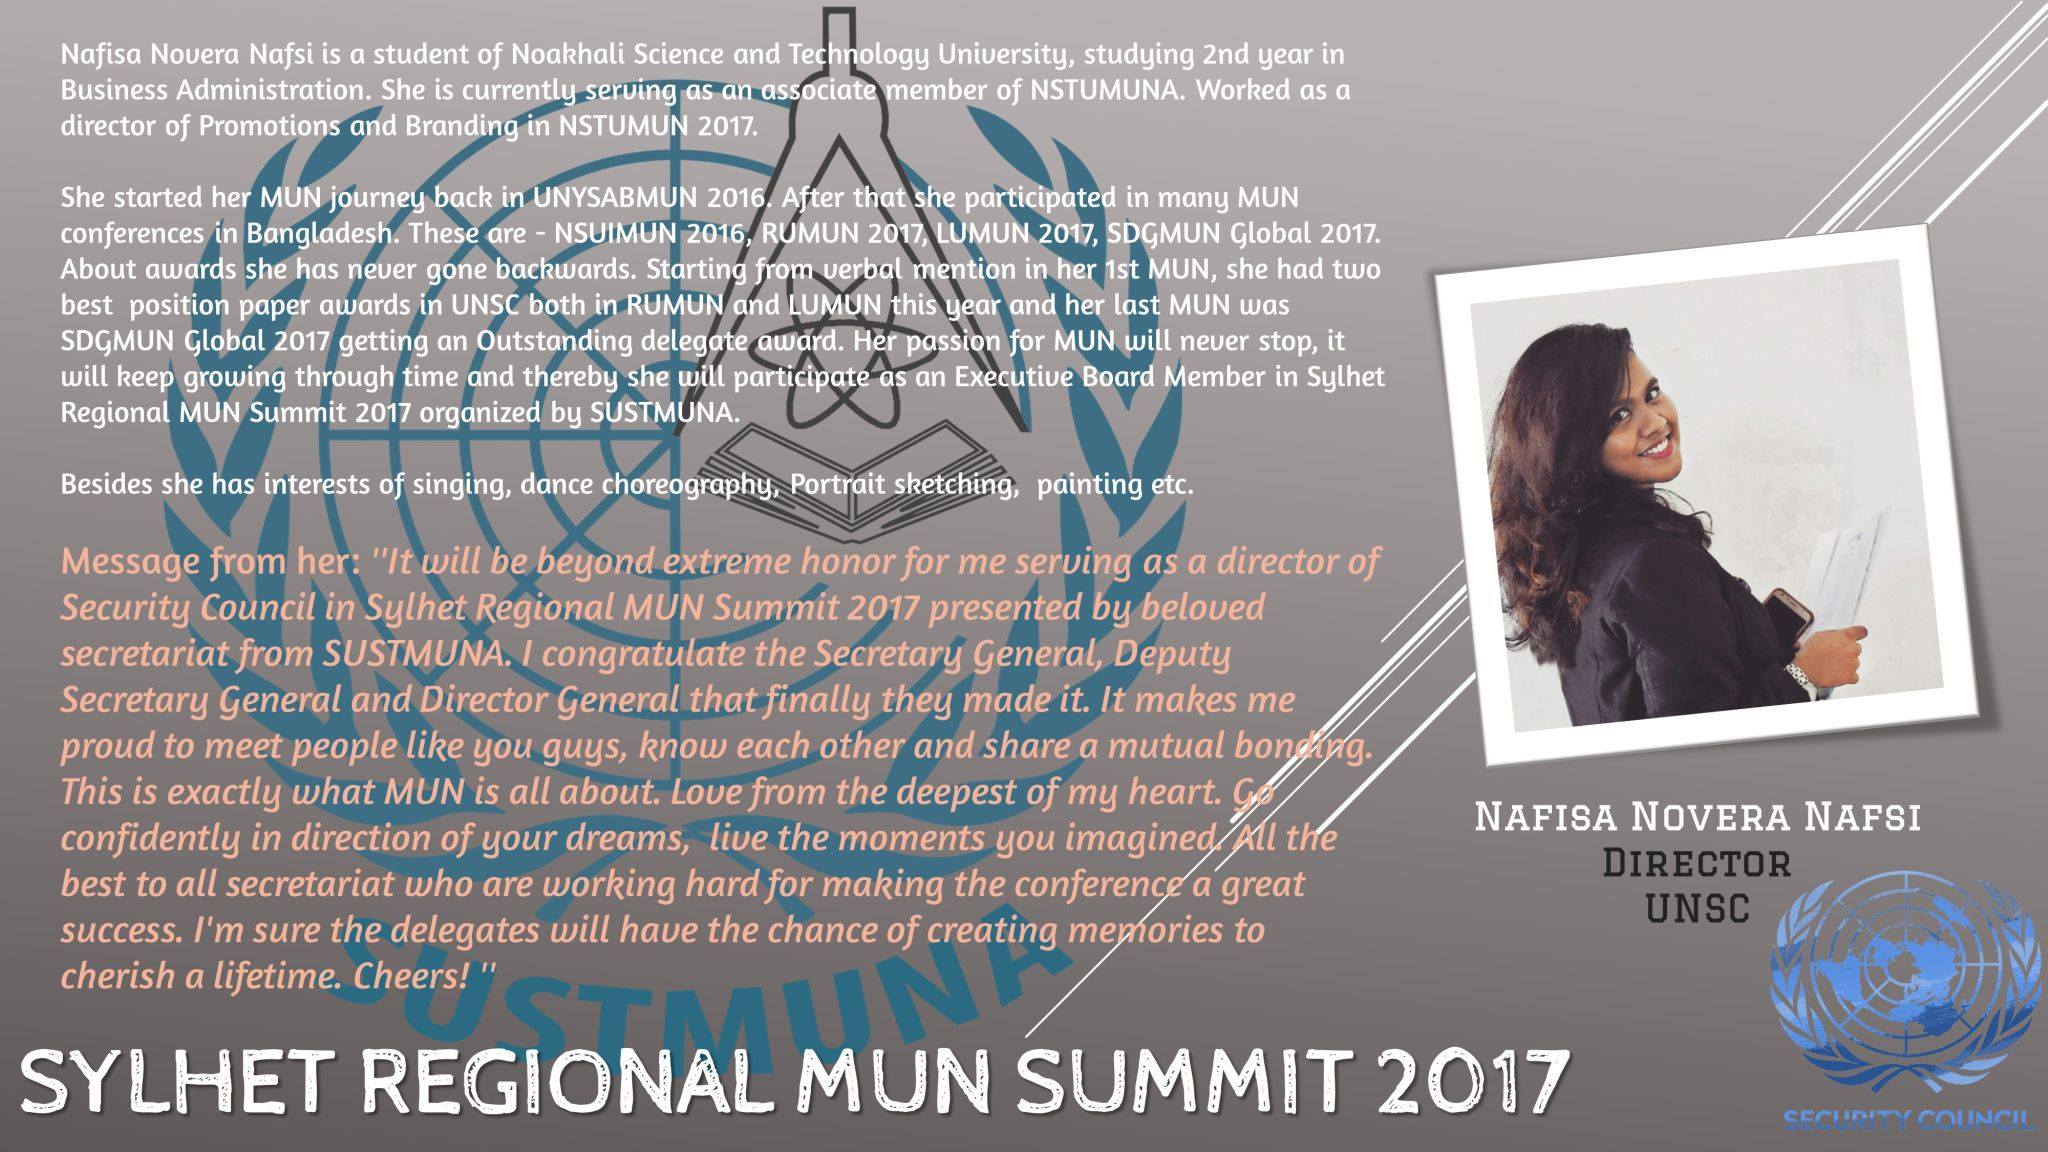 Nafisa Novera Nafsi is a student of Noakhali Science and Technology University, studying 2nd year in
Business Administration. She is currently serving as an associate member of NSTUMUNA. Worked as a
director of Promotions and Branding in NSTUMUN 2017.
She started her MUN journey back in UNYSABMUN 2016. After that she participated in many MUN
conferences in Bangladesh. These are - NSUIMUN 2016, RUMUN 2017, LUMUN 2017, SDGMUN Global 2017.
About awards she has never gone backwards. Starting from verbal mention in her 1st MUN, she had two
best position paper awards in UNSC both in RUMUN and LUMUN this year and her last MUN was
SDGMUN Global 2017 getting an Outstanding delegate award. Her passion for MUN will never stop, it
will keep growing through time and thereby she will participate as an Executive Board Member in Sylhet
Regional MUN Summit 2017 organized by SUSTMUNA.
Besides she has interests of singing, dance choreography, Portrait sketching, painting etc.
Message from her: "It will be beyond extreme honor for me serving as a director of
Security Council in Sylhet Regional MUN Summit 2017 presented by beloved
secretariat from SUSTMUNA. I congratulate the Secretary General, Deputy
Secretary General and Director General that finally they made it. It makes me
proud to meet people like you guys, know each other and share a mutual bonding.
This is exactly what MUN is all about. Love from the deepest of my heart. Go
confidently in direction of your dreams, live the moments you imagined. All the
best to all secretariat who are working hard for making the conference a great
success. I'm sure the delegates will have the chance of creating memories to
cherish a lifetime. Cheers! "
SUSTMUNA
Nafisa Novera Nafsi
Director
UNSC
SECURITY COUNCIL
SYLHET REGIONAL MUN SUMMIT 2017